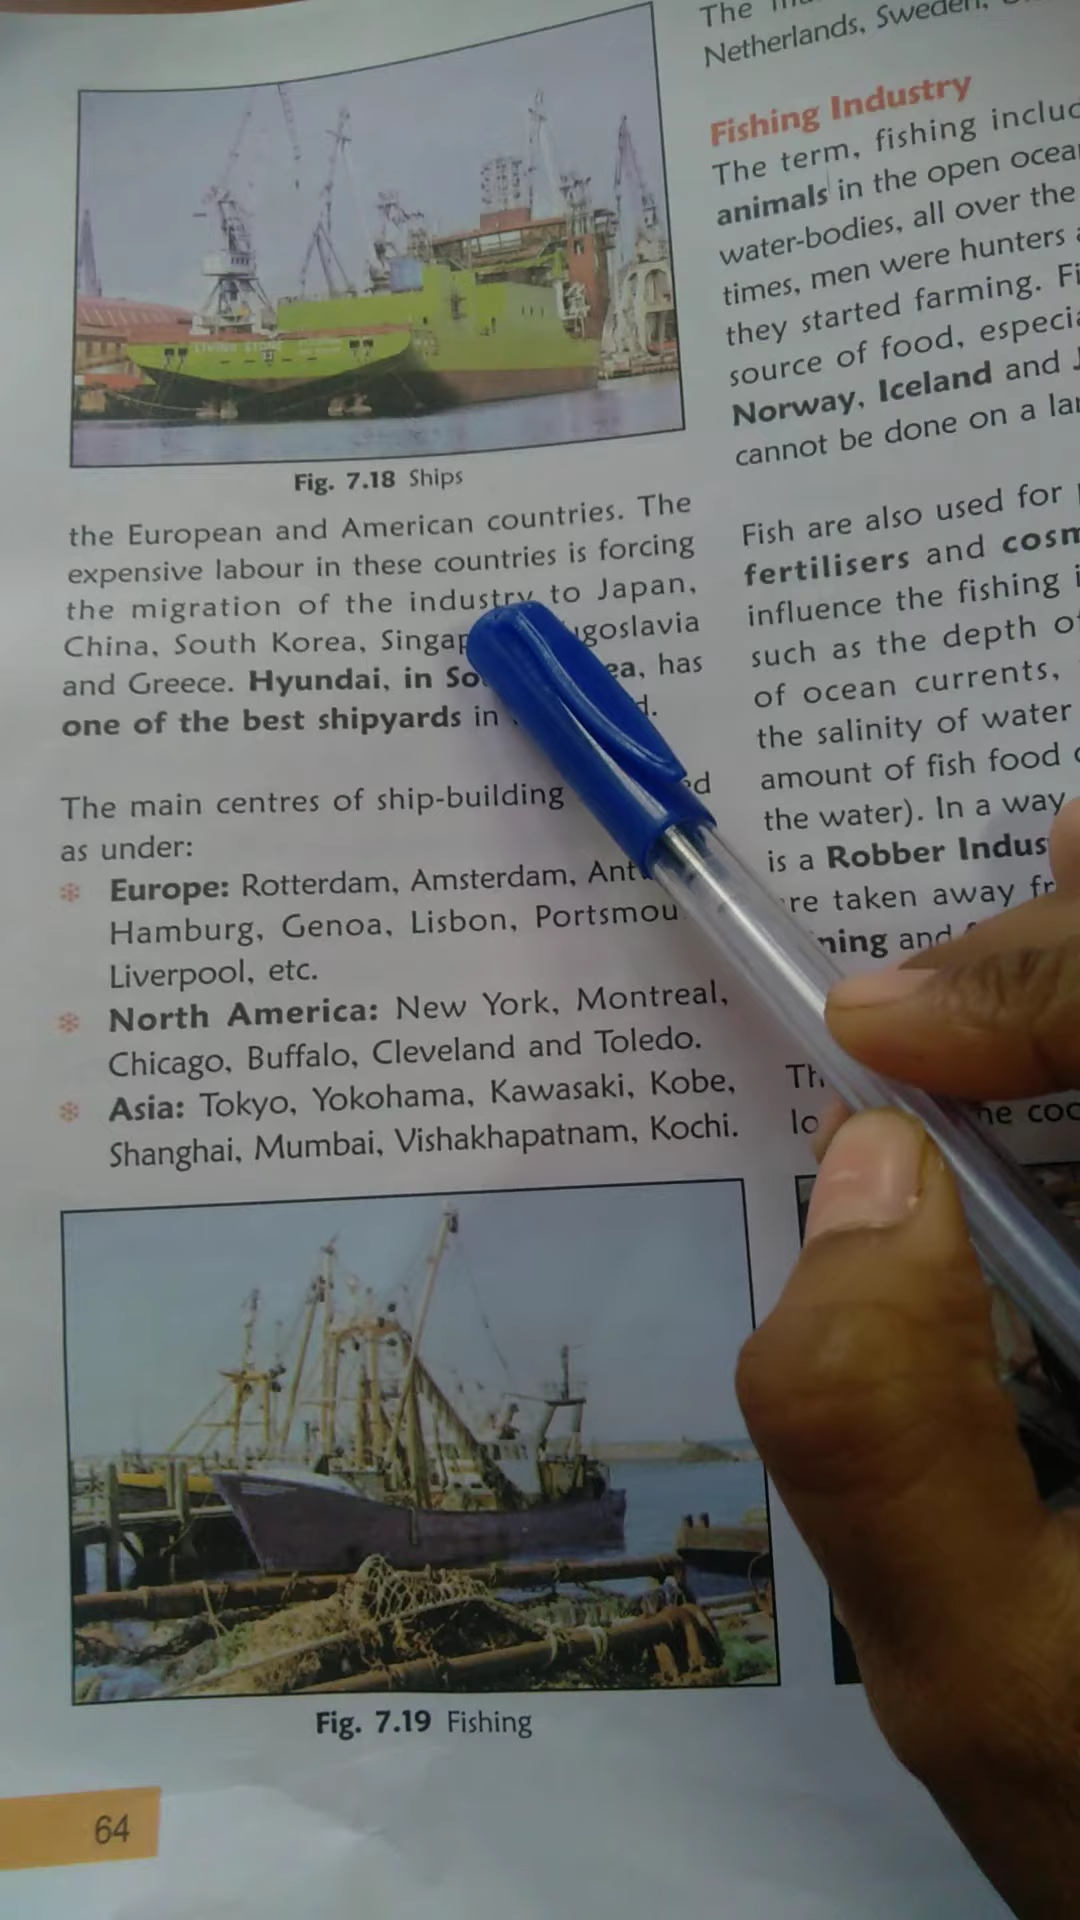 Fig. 7.18 Ships
the European and American countries. The
expensive labour in these countries is forcing
the migration of the industry to Japan,
China, South Korea,
and Greece. Hyundai, in has
one of the best shipyards in
The main centres of ship-building
as under:
Europe: Rotterdam, Amsterdam,
Hamburg, Genoa, Lisbon,
Liverpool, etc.
North America: New York, Montreal,
Chicago, Buffalo, Cleveland and Toledo.
Asia: Tokyo, Yokohama, Kawasaki, Kobe,
Shanghai, Mumbai, Vishakhapatnam, Kochi.
Fig. 7.19 Fishing
64
The
Netherlands, Sweden,
Fishing Industry
The term, fishing
animals in the open
water-bodies, all over the
times, men were hunters
they started farming.
source of food,
Norway, Iceland and
cannot be done on a
Fish are also used for
fertilisers and
influence the fishing
such as the depth
of ocean currents,
the salinity of water
amount of fish food
the water). In a way
is a Robber
taken away
and